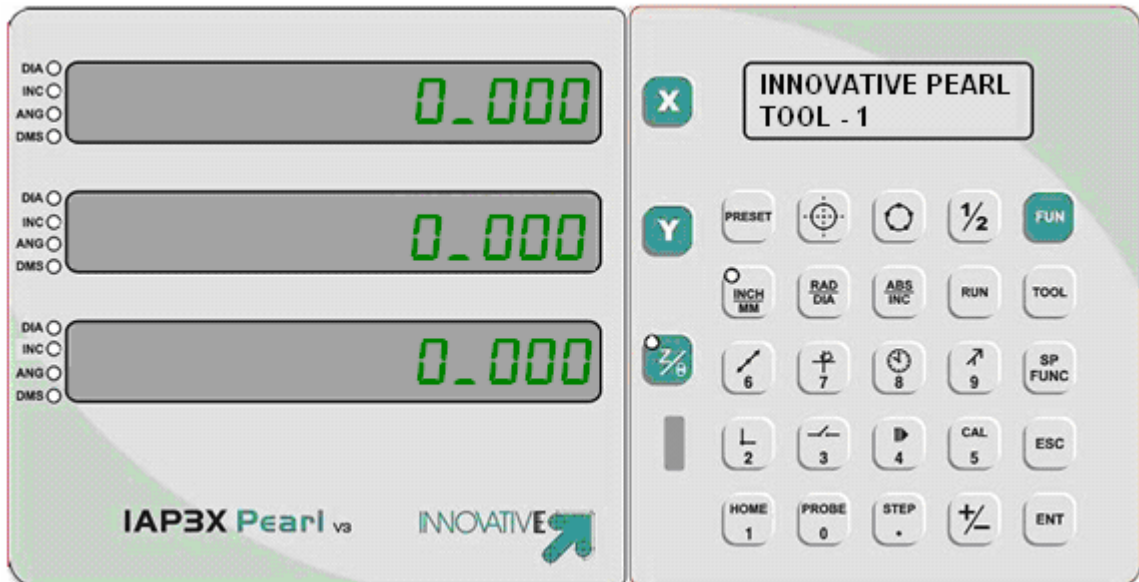 DIA
INC
ANG
DMS
0_000
DIA
INC
ANG
DMS
0_000
DIA
INC
ANG
DMS
0_000
IAP3X Pearl V3
INNOVATIVE
X
Y
Z/θ
INNOVATIVE PEARL
TOOL - 1
PRESET
1/2
FUN
INCH
MM
RAD
DIA
ABS
INC
RUN
TOOL
6
7
8
9
SP
FUNC
2
3
4
CAL
5
ESC
HOME
1
PROBE
0
STEP
.
+/-
ENT